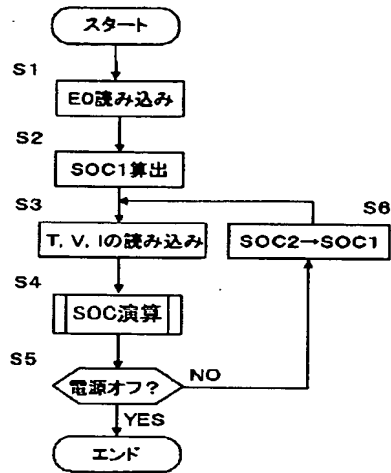 スタート
S1
E0読み込み
S2
SOC1算出
S3
T, V, Iの読み込み
S6
SOC2→SOC1
S4
SOC演算
S5
電源オフ?
NO
YES
エンド